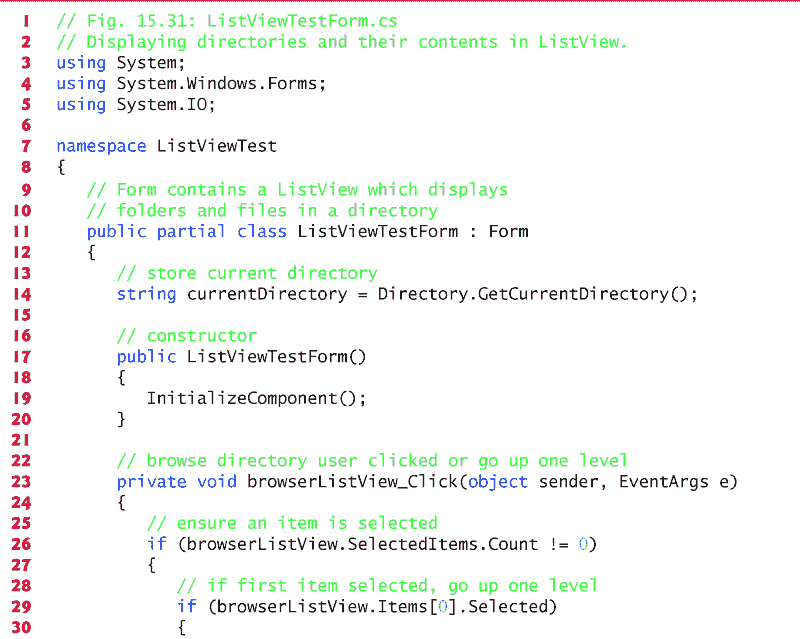 1 // Fig. 15.31: ListViewTestForm.cs
2 // Displaying directories and their contents in ListView.
3 using System;
4 using System.Windows.Forms;
5 using System.IO;
6
7 namespace ListViewTest
8 {
9 // Form contains a ListView which displays
10 // folders and files in a directory
11 public partial class ListViewTestForm : Form
12 {
13 // store current directory
14 string currentDirectory = Directory.GetCurrentDirectory();
15
16 // constructor
17 public ListViewTestForm()
18 {
19 InitializeComponent();
20 }
21
22 // browse directory user clicked or go up one level
23 private void browserListView_Click(object sender, EventArgs e)
24 {
25 // ensure an item is selected
26 if (browserListView.SelectedItems.Count != 0)
27 {
28 // if first item selected, go up one level
29 if (browserListView.Items[0].Selected)
30 {